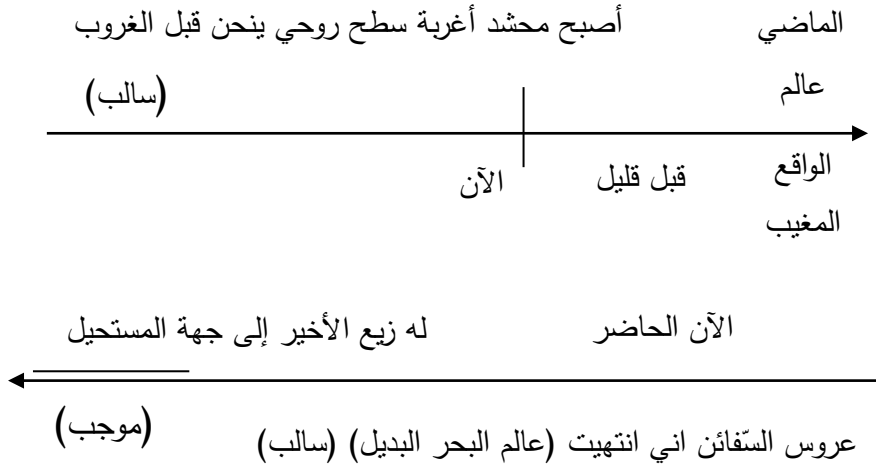 الماضي أصبح محشد أغربة سطح روحي ينحن قبل الغروب
عالم (سالب)
الواقع قبل قليل الآن
المغيب
الآن الحاضر له زيع الأخير إلى جهة المستحيل
(موجب)
عروس السّفائن اني انتهيت (عالم البحر البديل) (سالب)